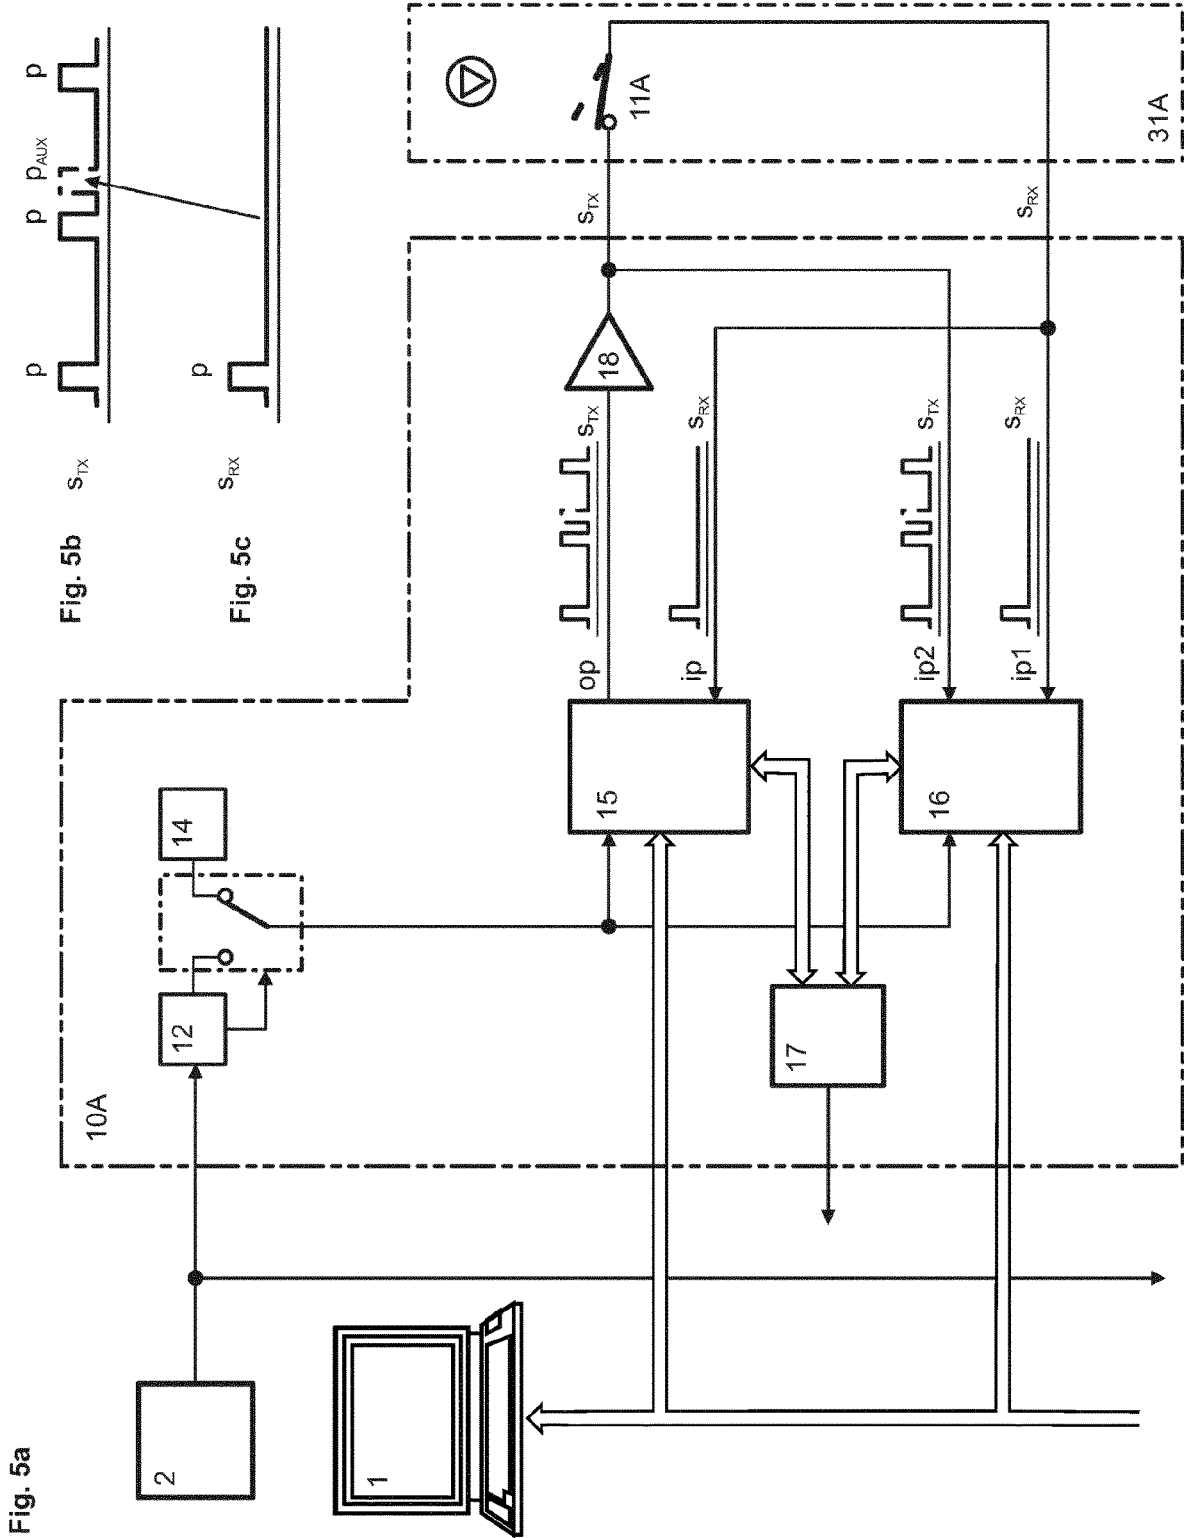 Fig. 5a
Fig. 5b
s_TX
p
p
p_AUX
p
Fig. 5c
s_RX
p
2
1
10A
12
14
15
op
s_TX
18
s_TX
ip
s_RX
16
ip2
s_TX
ip1
s_RX
s_RX
17
11A
31A